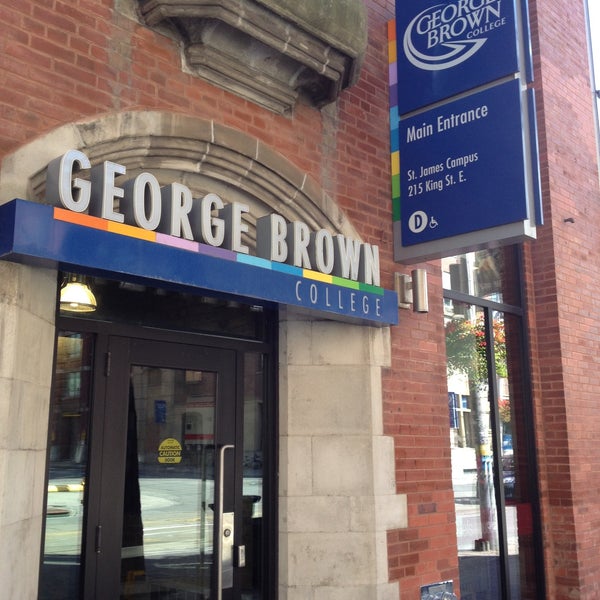 GEORGE
BROWN
COLLEGE
Main Entrance
St. James Campus
215 King St. E.
D
GEORGE BROWN
COLLEGE
AUTOMATIC
CAUTION
DOOR